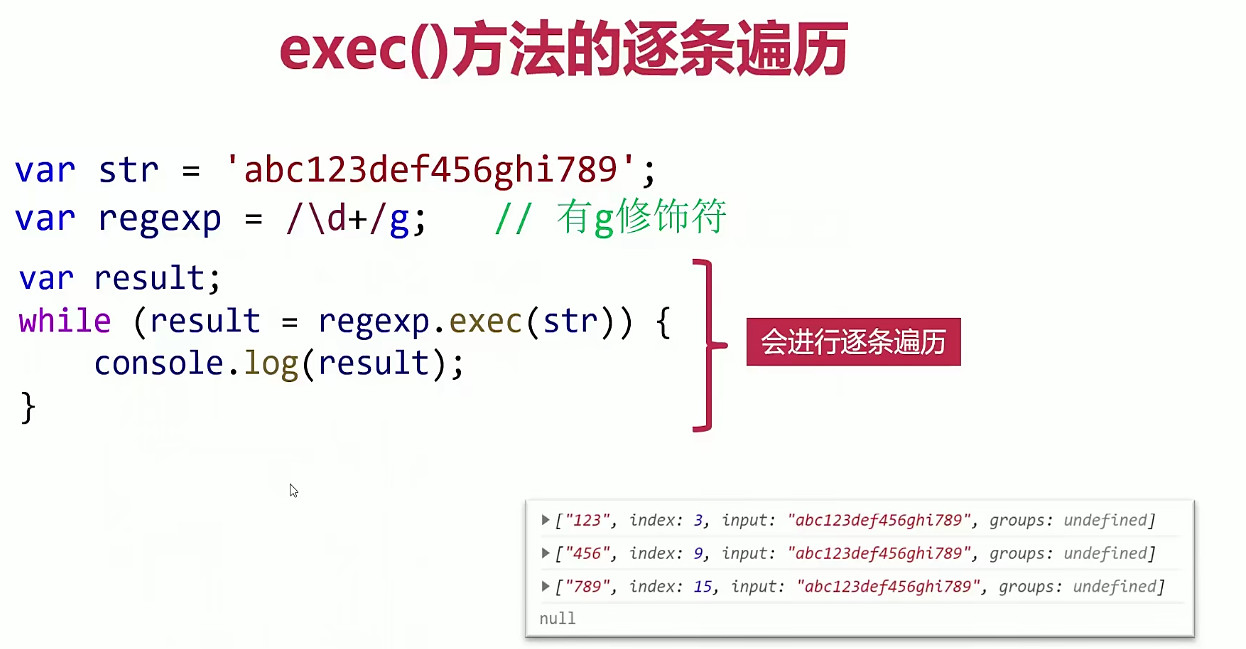 exec()方法的逐条遍历
var str = 'abc123def456ghi789';
var regexp = /\d+/g;   // 有g修饰符
var result;
while (result = regexp.exec(str)) {
    console.log(result);
}
会进行逐条遍历
["123", index: 3, input: "abc123def456ghi789", groups: undefined]
["456", index: 9, input: "abc123def456ghi789", groups: undefined]
["789", index: 15, input: "abc123def456ghi789", groups: undefined]
null